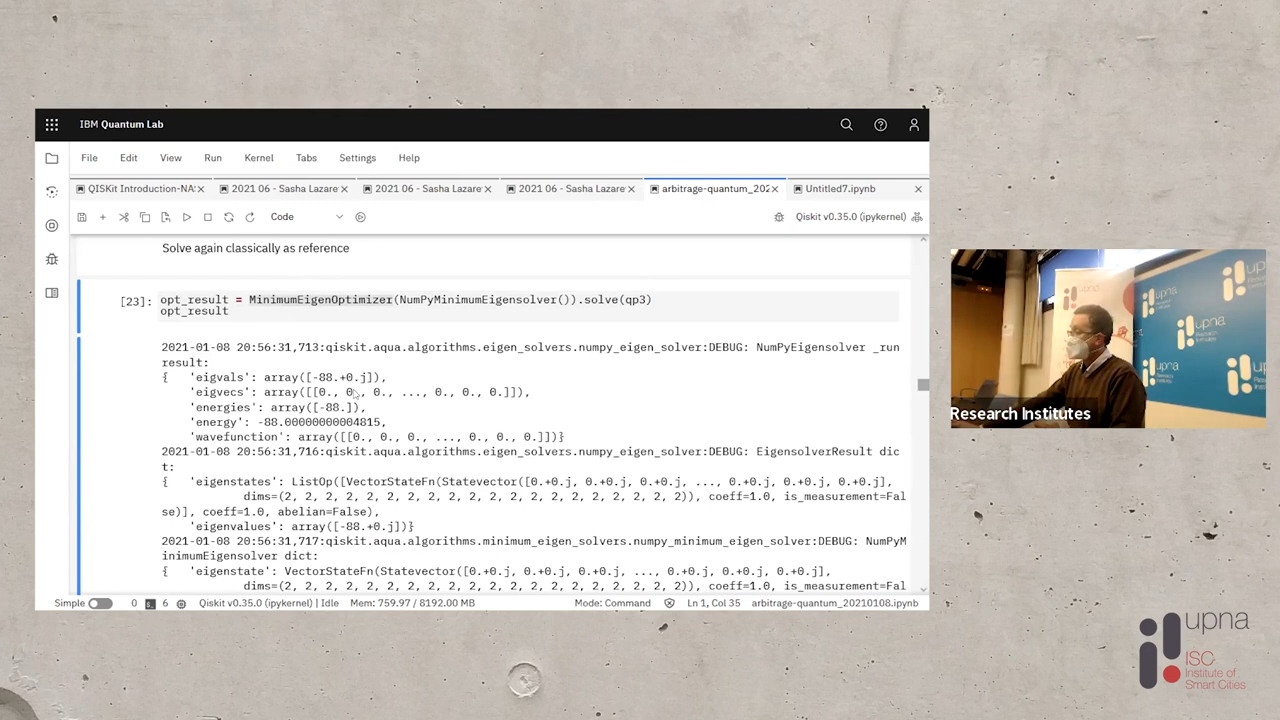 IBM Quantum Lab
File Edit View Run Kernel Tabs Settings Help
QISKit Introduction-NA
2021 06 - Sasha Lazare
2021 06 - Sasha Lazare
2021 06 - Sasha Lazare
arbitrage-quantum_202
Untitled7.ipynb
Code
Qiskit v0.35.0 (ipykernel)
Solve again classically as reference
[23]: opt_result = MinimumEigenOptimizer(NumPyMinimumEigensolver()).solve(qp3)
opt_result
2021-01-08 20:56:31,713:qiskit.aqua.algorithms.eigen_solvers.numpy_eigen_solver:DEBUG: NumPyEigensolver _run
result:
{ 'eigvals': array([-88.+0.j]),
'eigvecs': array([[0., 0., 0., ..., 0., 0., 0.]]),
'energies': array([-88.]),
'energy': -88.00000000004815,
'wavefunction': array([[0., 0., 0., ..., 0., 0., 0.]])}
2021-01-08 20:56:31,716:qiskit.aqua.algorithms.eigen_solvers.numpy_eigen_solver:DEBUG: EigensolverResult dic
t:
{ 'eigenstates': ListOp([VectorStateFn(Statevector([0.+0.j, 0.+0.j, 0.+0.j, ..., 0.+0.j, 0.+0.j, 0.+0.j],
dims=(2, 2, 2, 2, 2, 2, 2, 2, 2, 2, 2, 2, 2, 2, 2, 2, 2, 2)), coeff=1.0, is_measurement=Fal
se)], coeff=1.0, abelian=False),
'eigenvalues': array([-88.+0.j])}
2021-01-08 20:56:31,717:qiskit.aqua.algorithms.minimum_eigen_solvers.numpy_minimum_eigen_solver:DEBUG: NumPyM
inimumEigensolver dict:
{ 'eigenstate': VectorStateFn(Statevector([0.+0.j, 0.+0.j, 0.+0.j, ..., 0.+0.j, 0.+0.j, 0.+0.j],
dims=(2, 2, 2, 2, 2, 2, 2, 2, 2, 2, 2, 2, 2, 2, 2, 2, 2, 2)), coeff=1.0, is_measurement=Fal
Simple 0 6 Qiskit v0.35.0 (ipykernel) | Idle Mem: 759.97 / 8192.00 MB Mode: Command Ln 1, Col 35 arbitrage-quantum_20210108.ipynb
upna
upna
upna
upna
upna
Research Institutes
upna
ISC
Institute of
Smart Cities